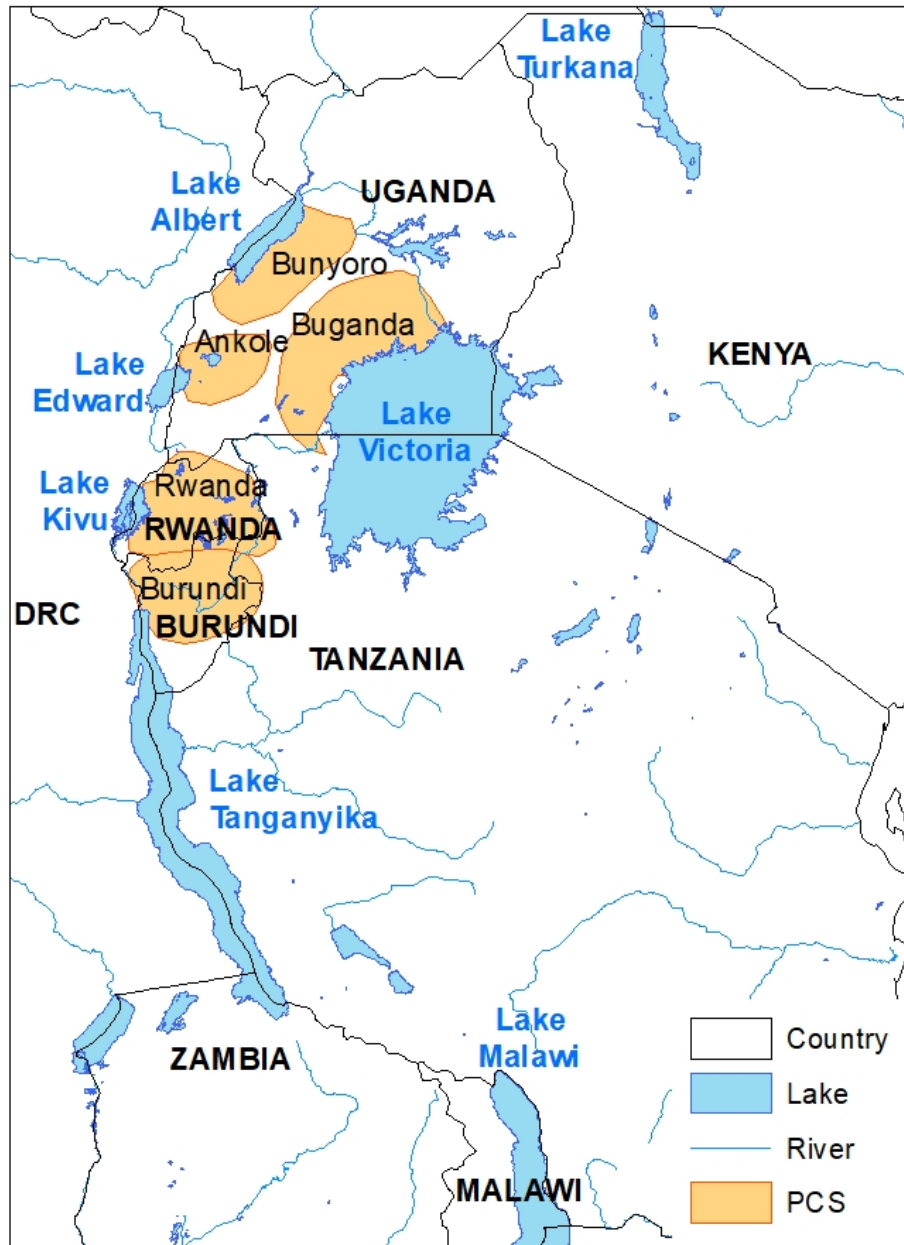 Lake
Turkana
Lake
Albert
UGANDA
Bunyoro
Buganda
Ankole
KENYA
Lake
Edward
Lake
Victoria
Lake
Kivu
Rwanda
RWANDA
Burundi
DRC
BURUNDI
TANZANIA
Lake
Tanganyika
Lake
Malawi
ZAMBIA
MALAWI
Country
Lake
River
PCS